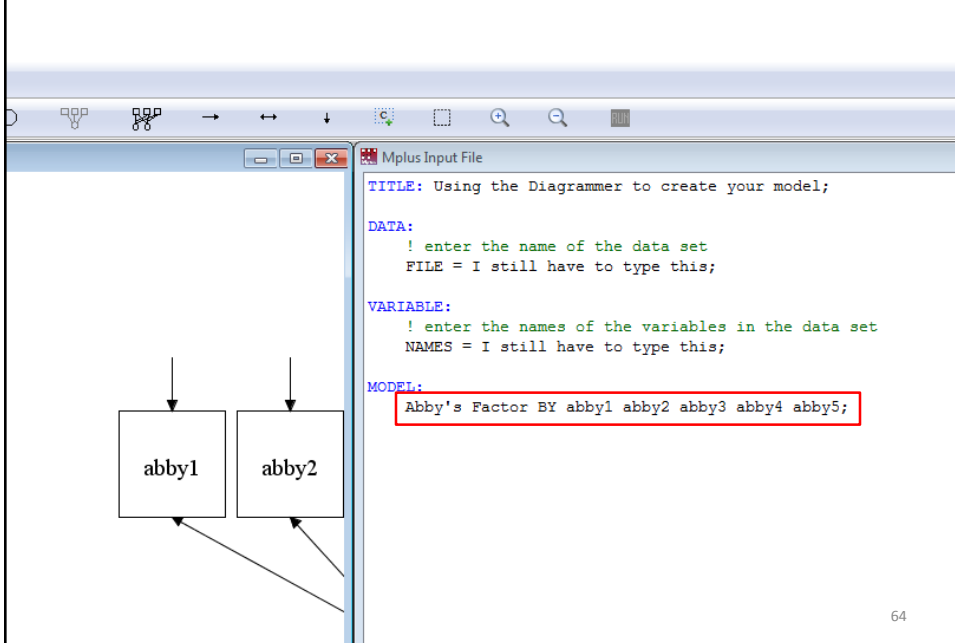 RUN
Mplus Input File
TITLE: Using the Diagrammer to create your model;
DATA:
! enter the name of the data set
FILE = I still have to type this;
VARIABLE:
! enter the names of the variables in the data set
NAMES = I still have to type this;
MODEL:
Abby's Factor BY abby1 abby2 abby3 abby4 abby5;
abby1
abby2
64